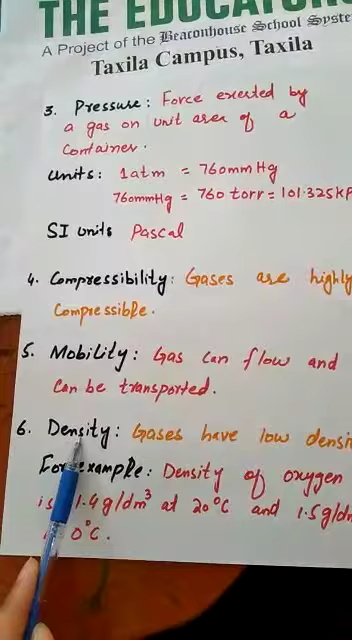 THE EDUCATORS
A Project of the Beaconhouse School System
Taxila Campus, Taxila
3. Pressure: Force exerted by
a gas on unit area of a
container.
Units: 1atm = 760mmHg
760mmHg = 760 torr = 101.325kP
SI units Pascal
4. Compressibility: Gases are highly
Compressible.
5. Mobility: Gas can flow and
Can be transported.
6. Density: Gases have low densi
For example: Density of oxygen
is 1.4g/dm³ at 20°C and 1.5g/dm
0°C.